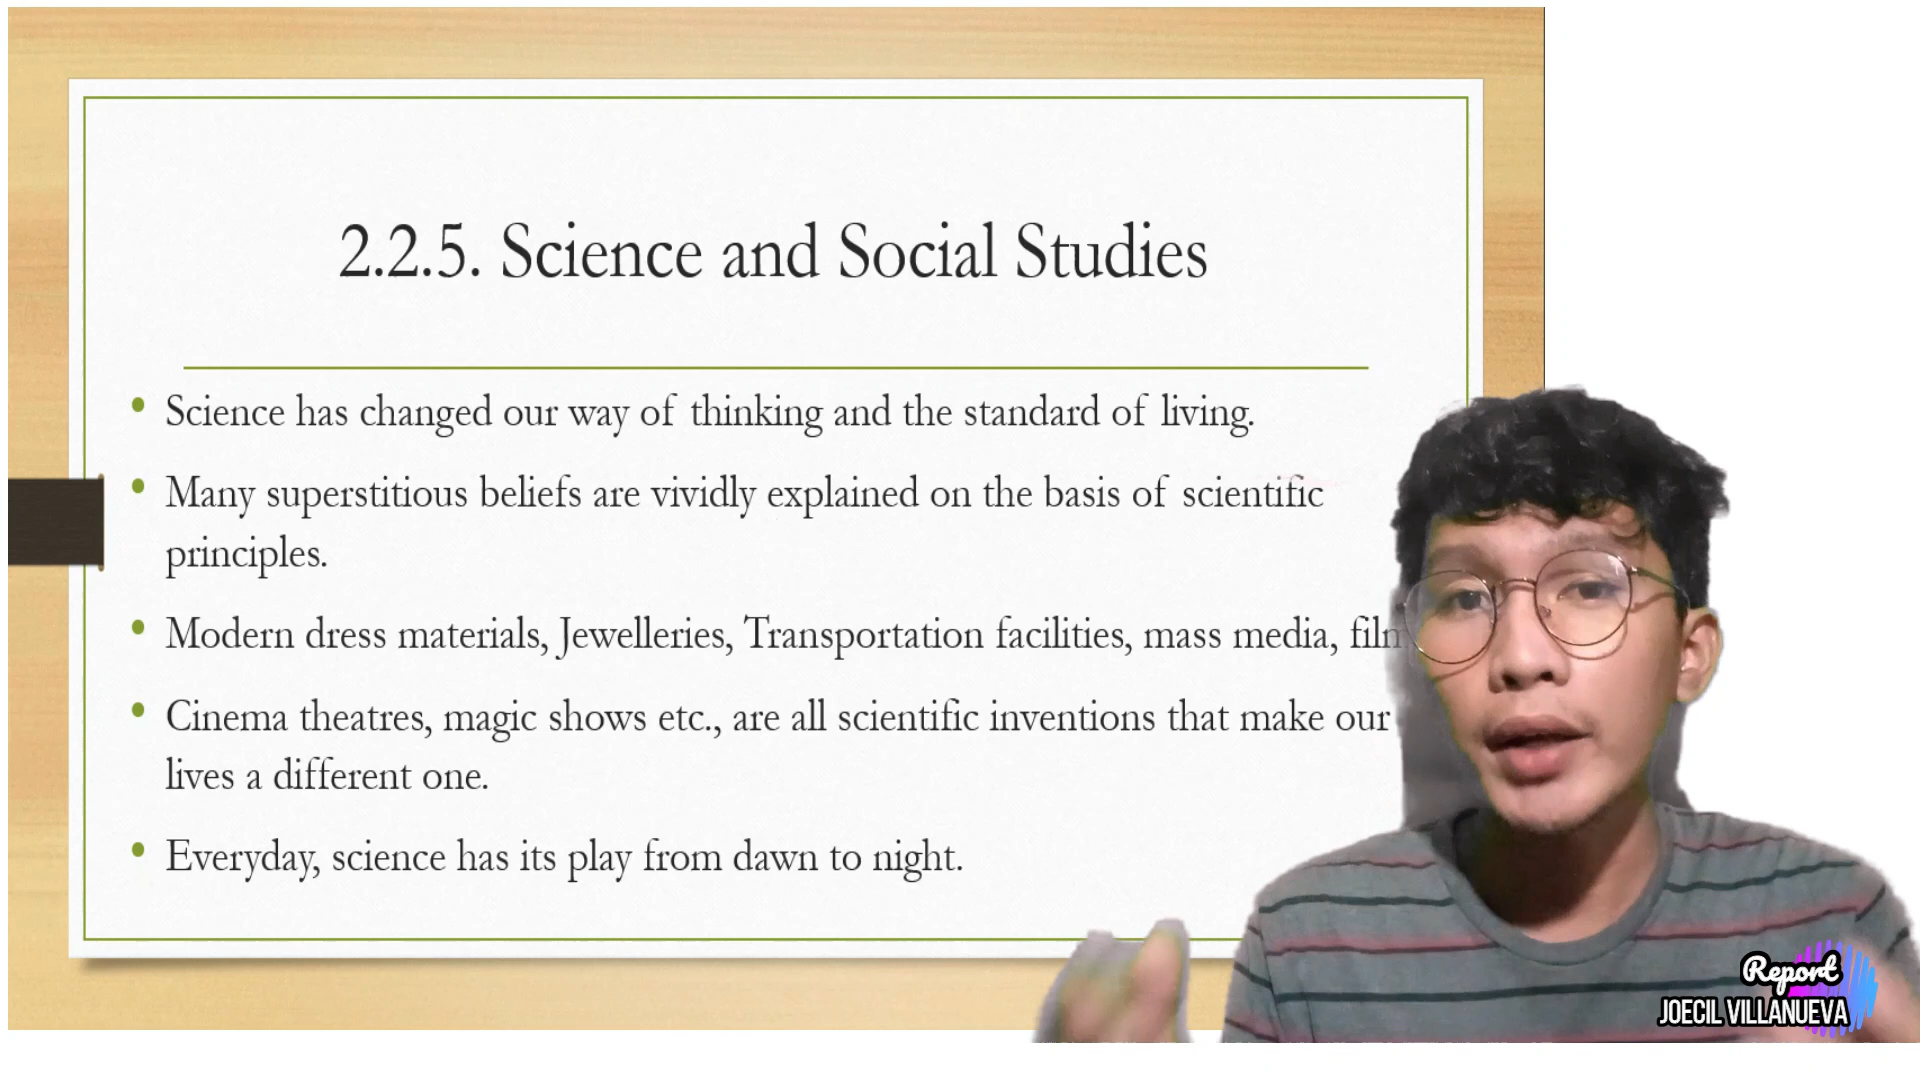 2.2.5. Science and Social Studies
• Science has changed our way of thinking and the standard of living.
• Many superstitious beliefs are vividly explained on the basis of scientific
principles.
• Modern dress materials, Jewelleries, Transportation facilities, mass media,
• Cinema theatres, magic shows etc., are all scientific inventions that make our
lives a different one.
• Everyday, science has its play from dawn to night.
Report
JOECIL VILLANUEVA